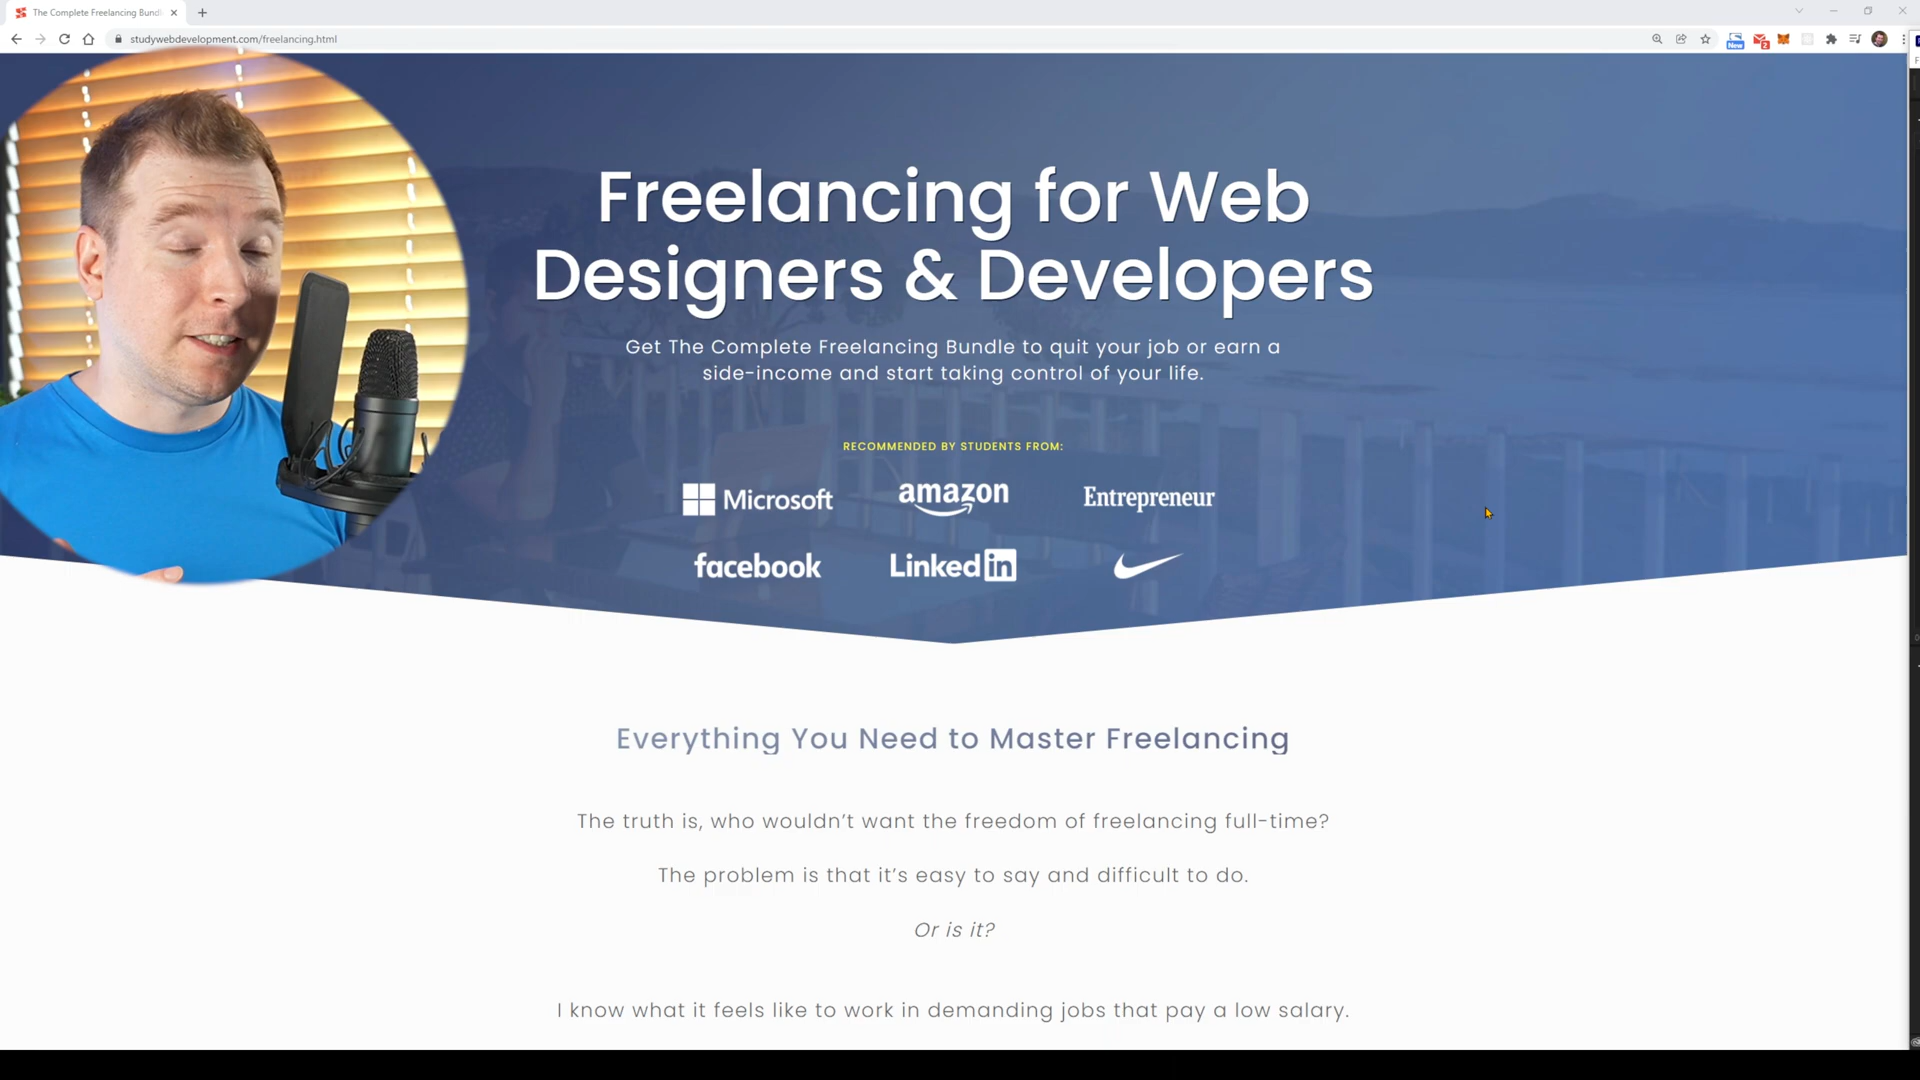 The Complete Freelancing Bund
studywebdevelopment.com/freelancing.html
New
2
Freelancing for Web
Designers & Developers
Get The Complete Freelancing Bundle to quit your job or earn a
side-income and start taking control of your life.
RECOMMENDED BY STUDENTS FROM:
Microsoft
amazon
Entrepreneur
facebook
Linked in
Everything You Need to Master Freelancing
The truth is, who wouldn't want the freedom of freelancing full-time?
The problem is that it's easy to say and difficult to do.
Or is it?
I know what it feels like to work in demanding jobs that pay a low salary.